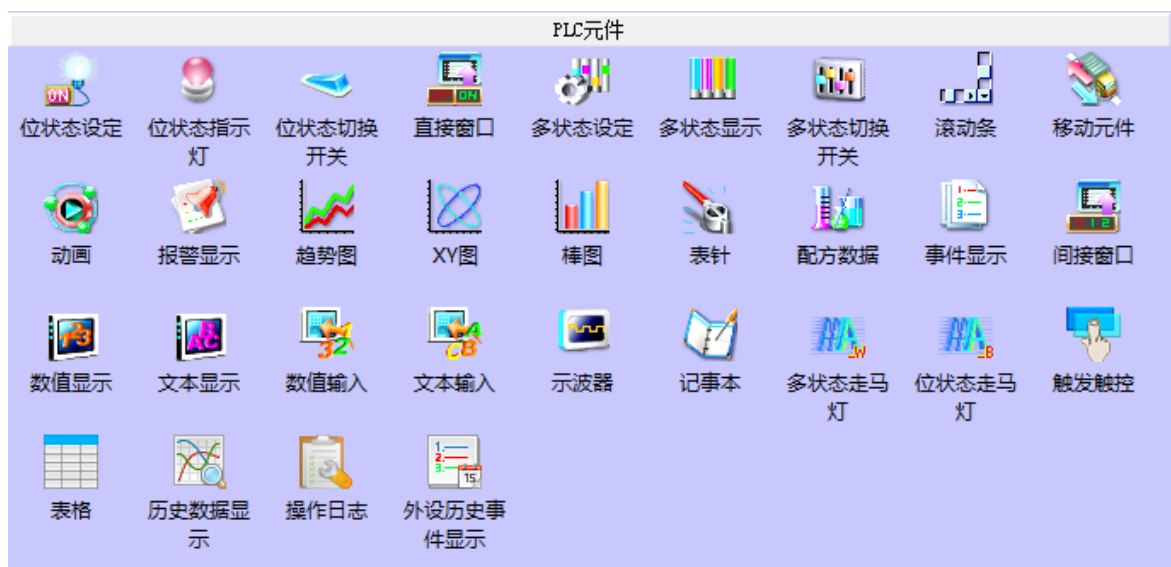 PLC元件
ON
ON
位状态设定 位状态指示 位状态切换 直接窗口 多状态设定 多状态显示 多状态切换 滚动条 移动元件
灯 开关 开关
动画 报警显示 趋势图 XY图 棒图 表针 配方数据 事件显示 间接窗口
数值显示 文本显示 数值输入 文本输入 示波器 记事本 多状态走马 位状态走马 触发触控
灯 灯
表格 历史数据显 操作日志 外设历史事
示 件显示